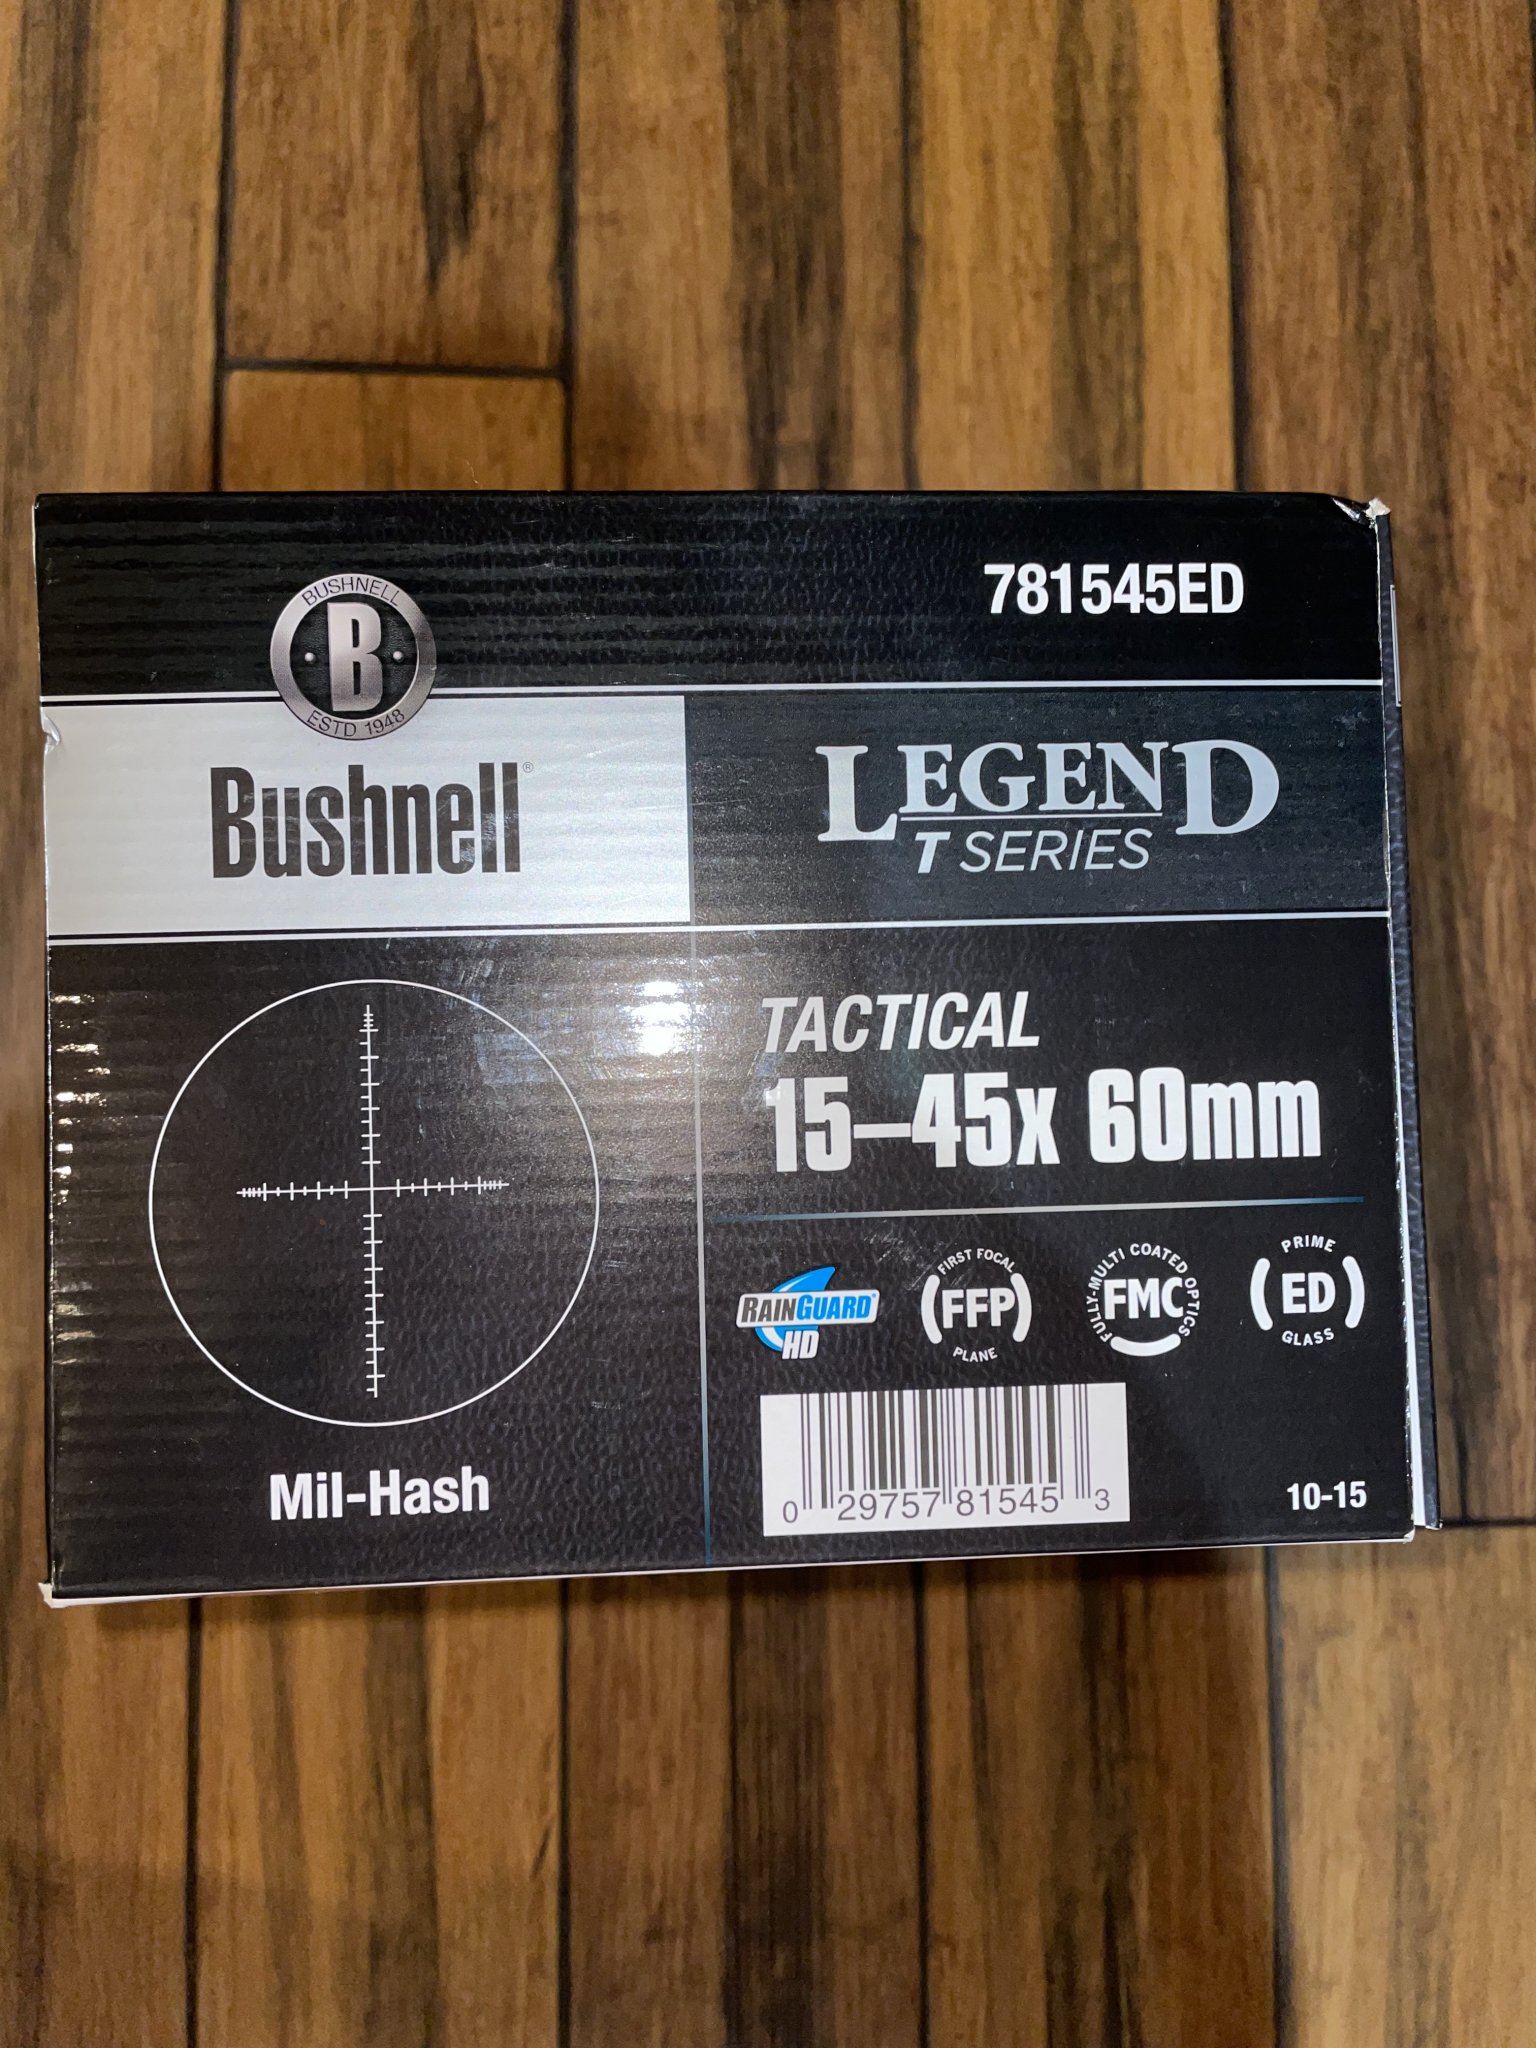 781545ED
BUSHNELL
B
ESTD 1948
Bushnell®
LEGEND
T SERIES
TACTICAL
15–45x 60mm
RAINGUARD®
HD
FIRST FOCAL
FFP
PLANE
FULLY-MULTI COATED OPTICS
FMC
PRIME
ED
GLASS
Mil-Hash
0 29757 81545 3
10-15